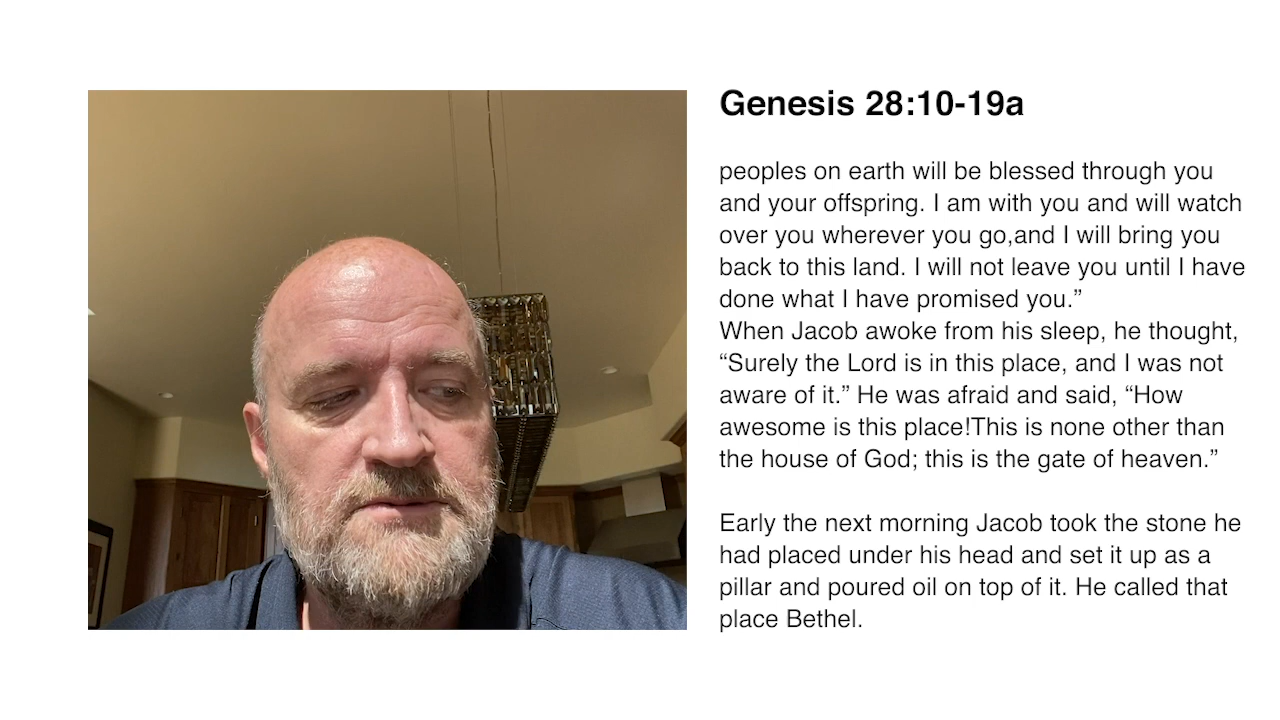 Genesis 28:10-19a
peoples on earth will be blessed through you
and your offspring. I am with you and will watch
over you wherever you go,and I will bring you
back to this land. I will not leave you until I have
done what I have promised you.”
When Jacob awoke from his sleep, he thought,
“Surely the Lord is in this place, and I was not
aware of it.” He was afraid and said, “How
awesome is this place!This is none other than
the house of God; this is the gate of heaven.”
Early the next morning Jacob took the stone he
had placed under his head and set it up as a
pillar and poured oil on top of it. He called that
place Bethel.